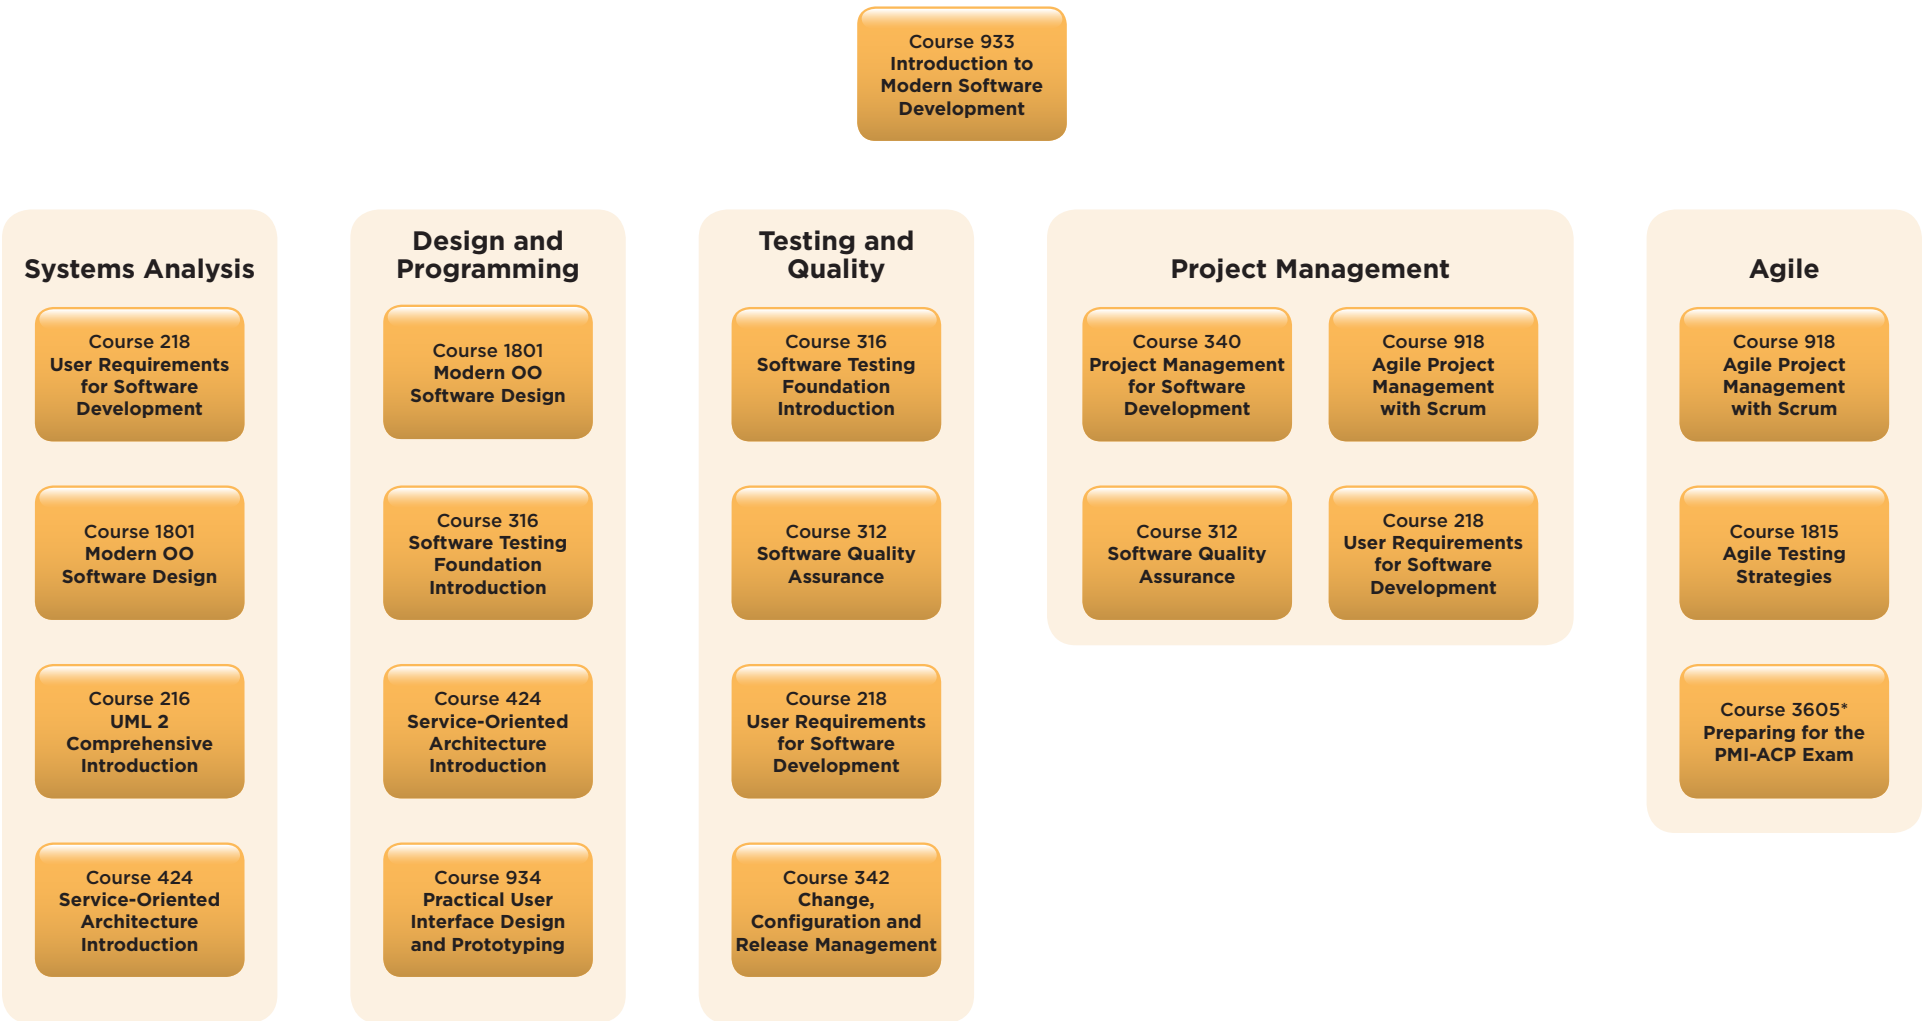 Course 933
Introduction to
Modern Software
Development
Systems Analysis
Course 218
User Requirements
for Software
Development
Course 1801
Modern OO
Software Design
Course 216
UML 2
Comprehensive
Introduction
Course 424
Service-Oriented
Architecture
Introduction
Design and
Programming
Course 1801
Modern OO
Software Design
Course 316
Software Testing
Foundation
Introduction
Course 424
Service-Oriented
Architecture
Introduction
Course 934
Practical User
Interface Design
and Prototyping
Testing and
Quality
Course 316
Software Testing
Foundation
Introduction
Course 312
Software Quality
Assurance
Course 218
User Requirements
for Software
Development
Course 342
Change,
Configuration and
Release Management
Project Management
Course 340
Project Management
for Software
Development
Course 918
Agile Project
Management
with Scrum
Course 312
Software Quality
Assurance
Course 218
User Requirements
for Software
Development
Agile
Course 918
Agile Project
Management
with Scrum
Course 1815
Agile Testing
Strategies
Course 3605*
Preparing for the
PMI-ACP Exam